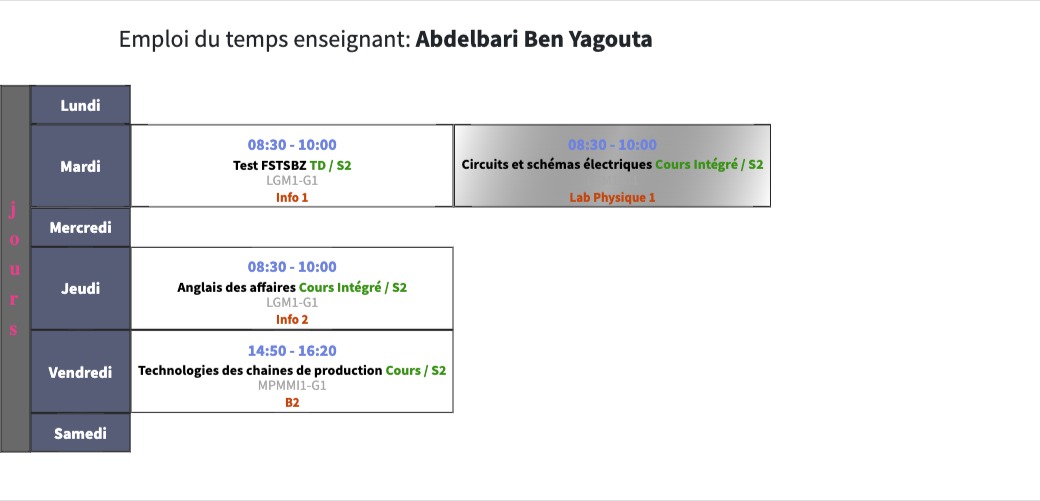 Emploi du temps enseignant: Abdelbari Ben Yagouta
jours
Lundi
Mardi
08:30 - 10:00
Test FSTSBZ TD / S2
LGM1-G1
Info 1
08:30 - 10:00
Circuits et schémas électriques Cours Intégré / S2
Lab Physique 1
Mercredi
Jeudi
08:30 - 10:00
Anglais des affaires Cours Intégré / S2
LGM1-G1
Info 2
Vendredi
14:50 - 16:20
Technologies des chaines de production Cours / S2
MPMMI1-G1
B2
Samedi